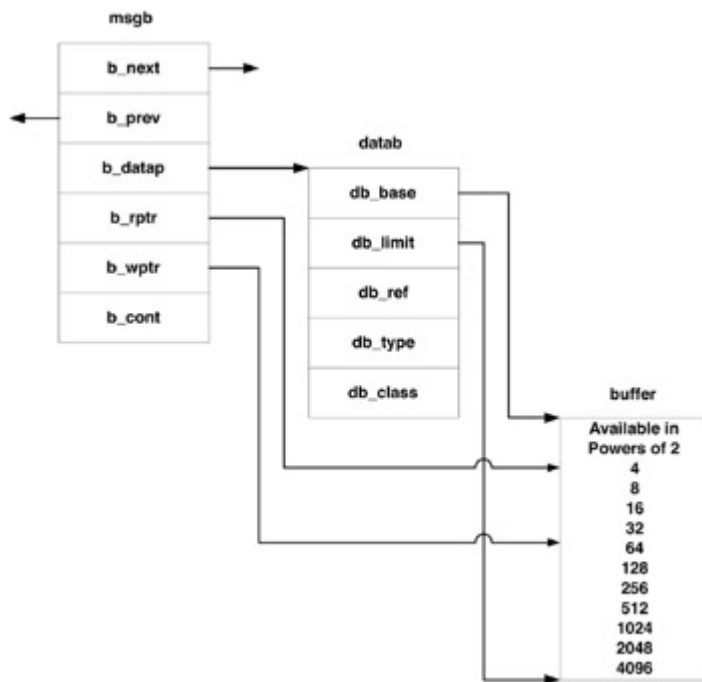 msgb
b_next
b_prev
b_datap
b_rptr
b_wptr
b_cont
datab
db_base
db_limit
db_ref
db_type
db_class
buffer
Available in
Powers of 2
4
8
16
32
64
128
256
512
1024
2048
4096